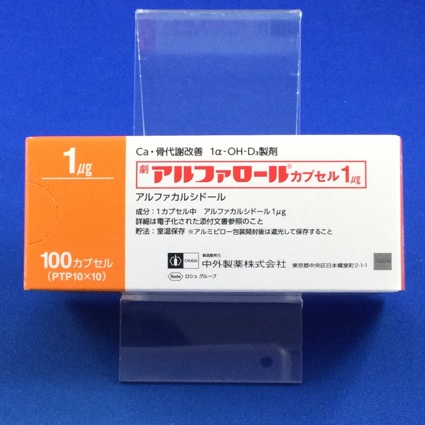 1μg
100カプセル
(PTP10×10)
Ca・骨代謝改善 1α-OH-D₃製剤
劇 アルファロール®カプセル1μg
アルファカルシドール
成分：1カプセル中 アルファカルシドール1μg
詳細は電子化された添付文書参照のこと
貯法：室温保存 ※アルミピロー包装開封後は遮光して保存すること
CHUGAI
製造販売元
中外製薬株式会社 東京都中央区日本橋室町2-1-1
Roche ロシュ グループ